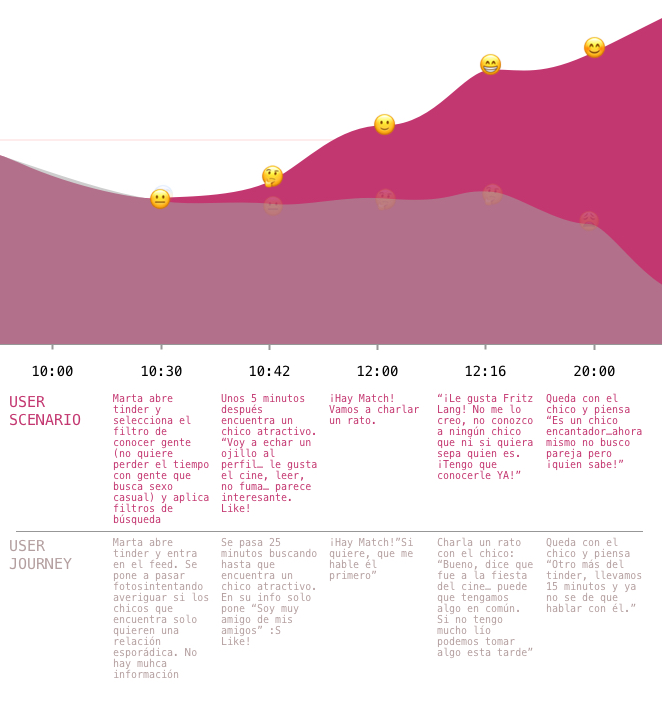 10:00 10:30 10:42 12:00 12:16 20:00
USER
SCENARIO
Marta abre
tinder y
selecciona el
filtro de
conocer gente
(no quiere
perder el tiempo
con gente que
busca sexo
casual) y aplica
filtros de
búsqueda
Unos 5 minutos
después
encuentra un
chico atractivo.
“Voy a echar un
ojillo al
perfil… le gusta
el cine, leer,
no fuma… parece
interesante.
Like!
¡Hay Match!
Vamos a charlar
un rato.
“¡Le gusta Fritz
Lang! No me lo
creo, no conozco
a ningún chico
que ni si quiera
sepa quien es.
¡Tengo que
conocerle YA!”
Queda con el
chico y piensa
“Es un chico
encantador…ahora
mismo no busco
pareja pero
¡quien sabe!”
USER
JOURNEY
Marta abre
tinder y entra
en el feed. Se
pone a pasar
fotosintentando
averiguar si los
chicos que
encuentra solo
quieren una
relación
esporádica. No
hay muhca
información
Se pasa 25
minutos buscando
hasta que
encuentra un
chico atractivo.
En su info solo
pone “Soy muy
amigo de mis
amigos” :S
Like!
¡Hay Match!”Si
quiere, que me
hable él
primero”
Charla un rato
con el chico:
“Bueno, dice que
fue a la fiesta
del cine… puede
que tengamos
algo en común.
Si no tengo
mucho lío
podemos tomar
algo esta tarde”
Queda con el
chico y piensa
“Otro más del
tinder, llevamos
15 minutos y ya
no se de que
hablar con él.”